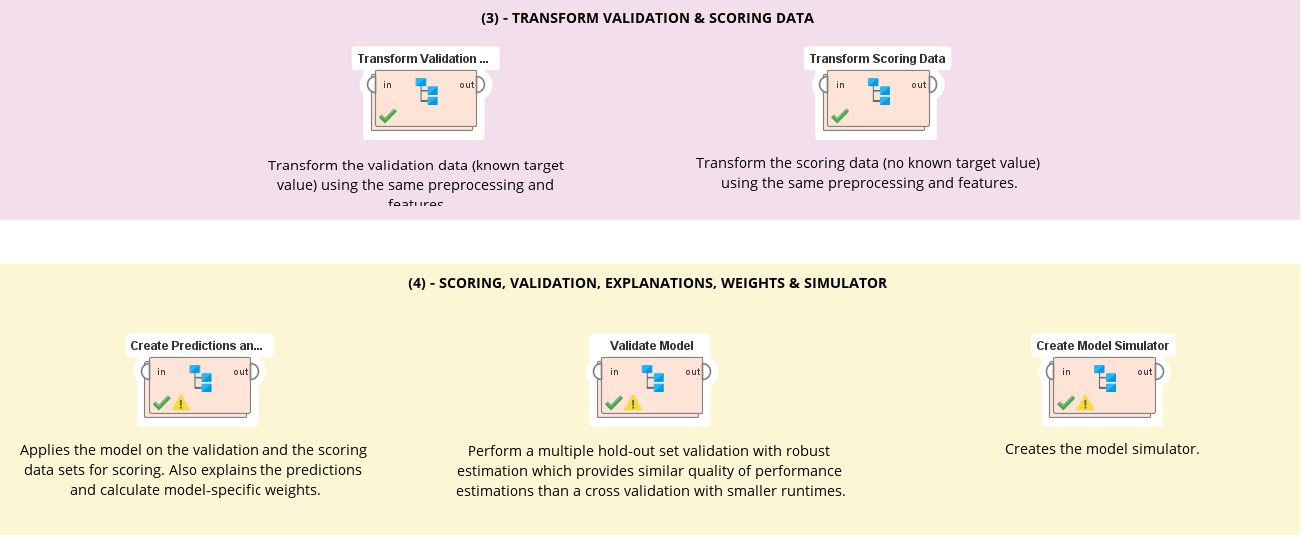 (3) - TRANSFORM VALIDATION & SCORING DATA
Transform Validation ...
in
out
Transform the validation data (known target
value) using the same preprocessing and
features.
Transform Scoring Data
in
out
Transform the scoring data (no known target value)
using the same preprocessing and features.
(4) - SCORING, VALIDATION, EXPLANATIONS, WEIGHTS & SIMULATOR
Create Predictions an...
in
out
Applies the model on the validation and the scoring
data sets for scoring. Also explains the predictions
and calculate model-specific weights.
Validate Model
in
out
Perform a multiple hold-out set validation with robust
estimation which provides similar quality of performance
estimations than a cross validation with smaller runtimes.
Create Model Simulator
in
out
Creates the model simulator.